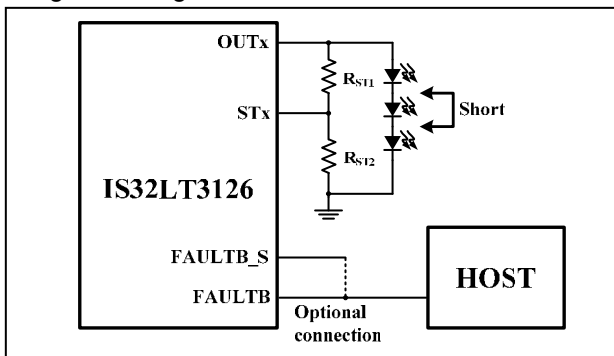 OUTx
RST1
STx
Short
RST2
IS32LT3126
FAULTB_S
FAULTB
HOST
Optional
connection